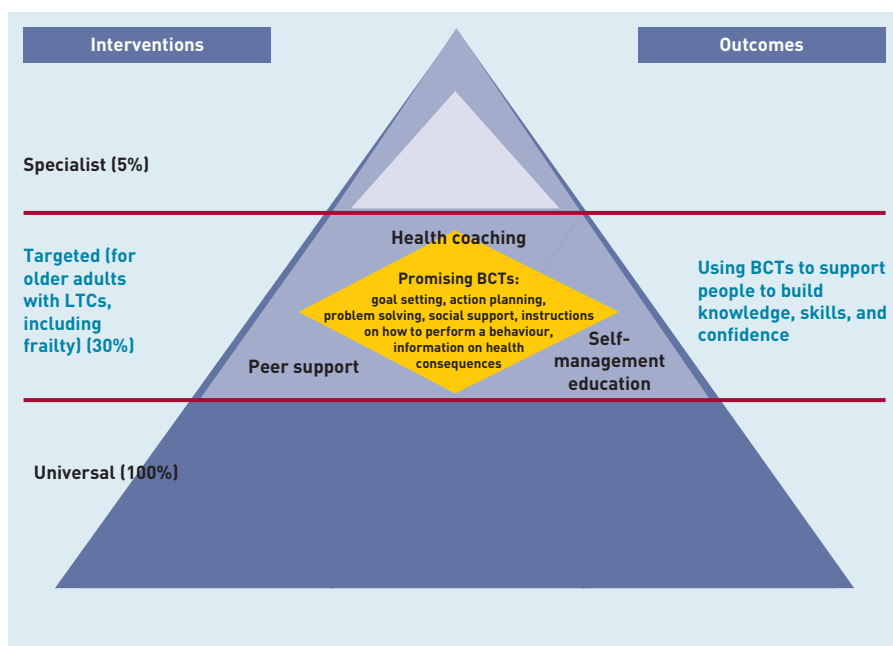 Interventions
Outcomes
Specialist (5%)
Targeted (for
older adults
with LTCs,
including
frailty) (30%)
Health coaching
Promising BCTs:
goal setting, action planning,
problem solving, social support, instructions
on how to perform a behaviour,
information on health
consequences
Peer support
Self-
management
education
Using BCTs to support
people to build
knowledge, skills, and
confidence
Universal (100%)